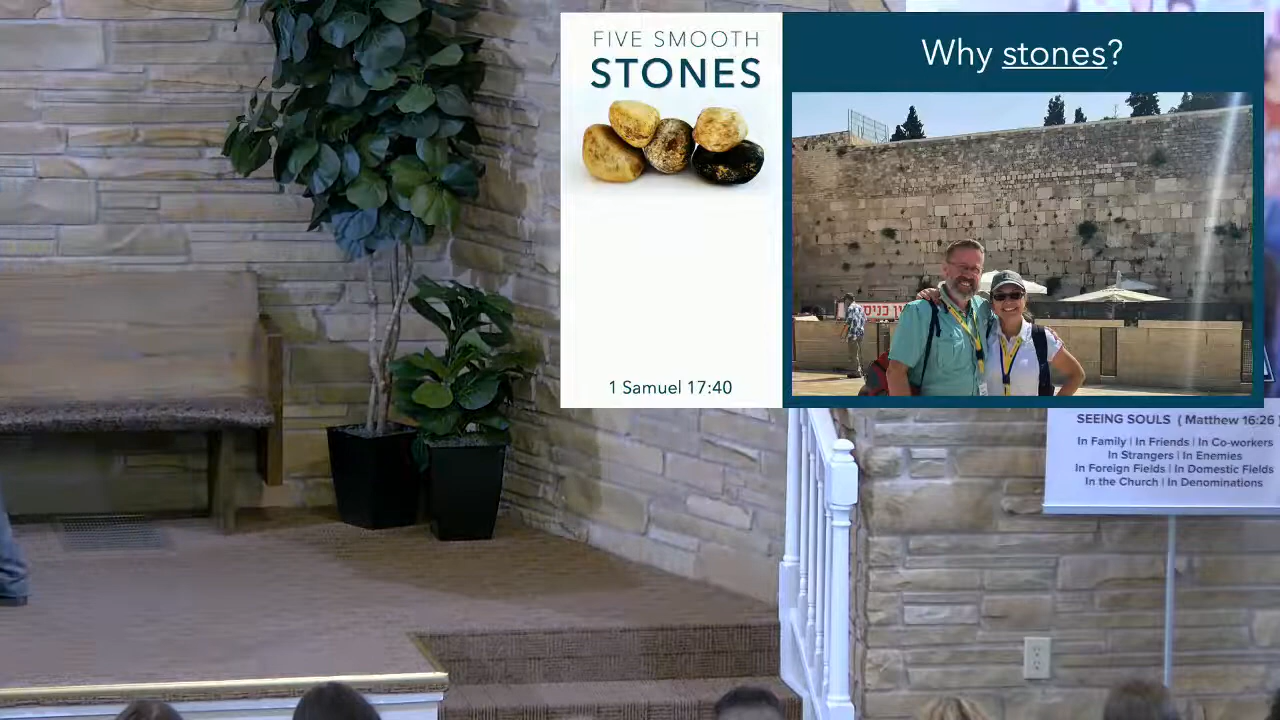 FIVE SMOOTH
STONES
1 Samuel 17:40
Why stones?
SEEING SOULS ( Matthew 16:26 )
In Family | In Friends | In Co-workers
In Strangers | In Enemies
In Foreign Fields | In Domestic Fields
In the Church | In Denominations